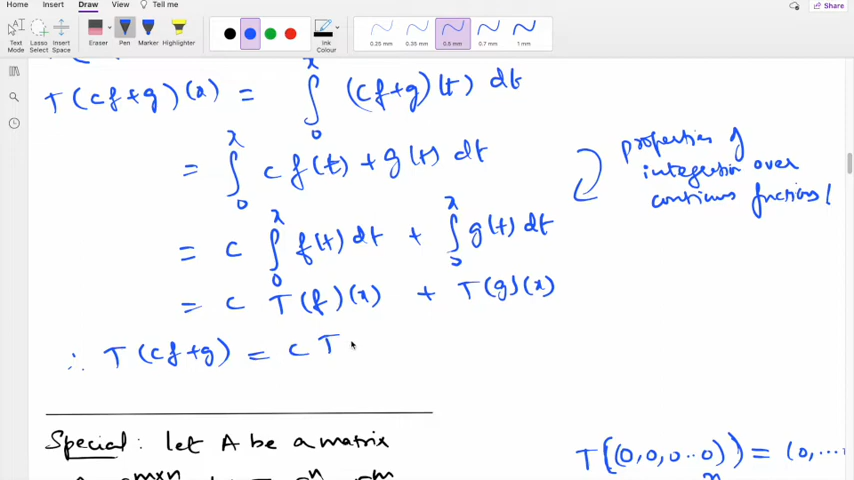 Home Insert Draw View Tell me Share
Text Mode Lasso Select Insert Space Eraser Pen Marker Highlighter Ink Colour 0.25 mm 0.35 mm 0.5 mm 0.7 mm 1 mm
T(cf+g)(x) = ∫₀ˣ (cf+g)(t) dt
= ∫₀ˣ c f(t) + g(t) dt
properties of
integration over
continuous functions!
= c ∫₀ˣ f(t) dt + ∫₀ˣ g(t) dt
= c T(f)(x) + T(g)(x)
∴ T(cf+g) = c T
Special: let A be a matrix
T((0,0,0..0)) = (0,...